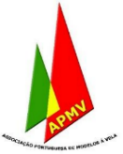 APMV
ASSOCIAÇÃO PORTUGUESA DE MODELOS À VELA